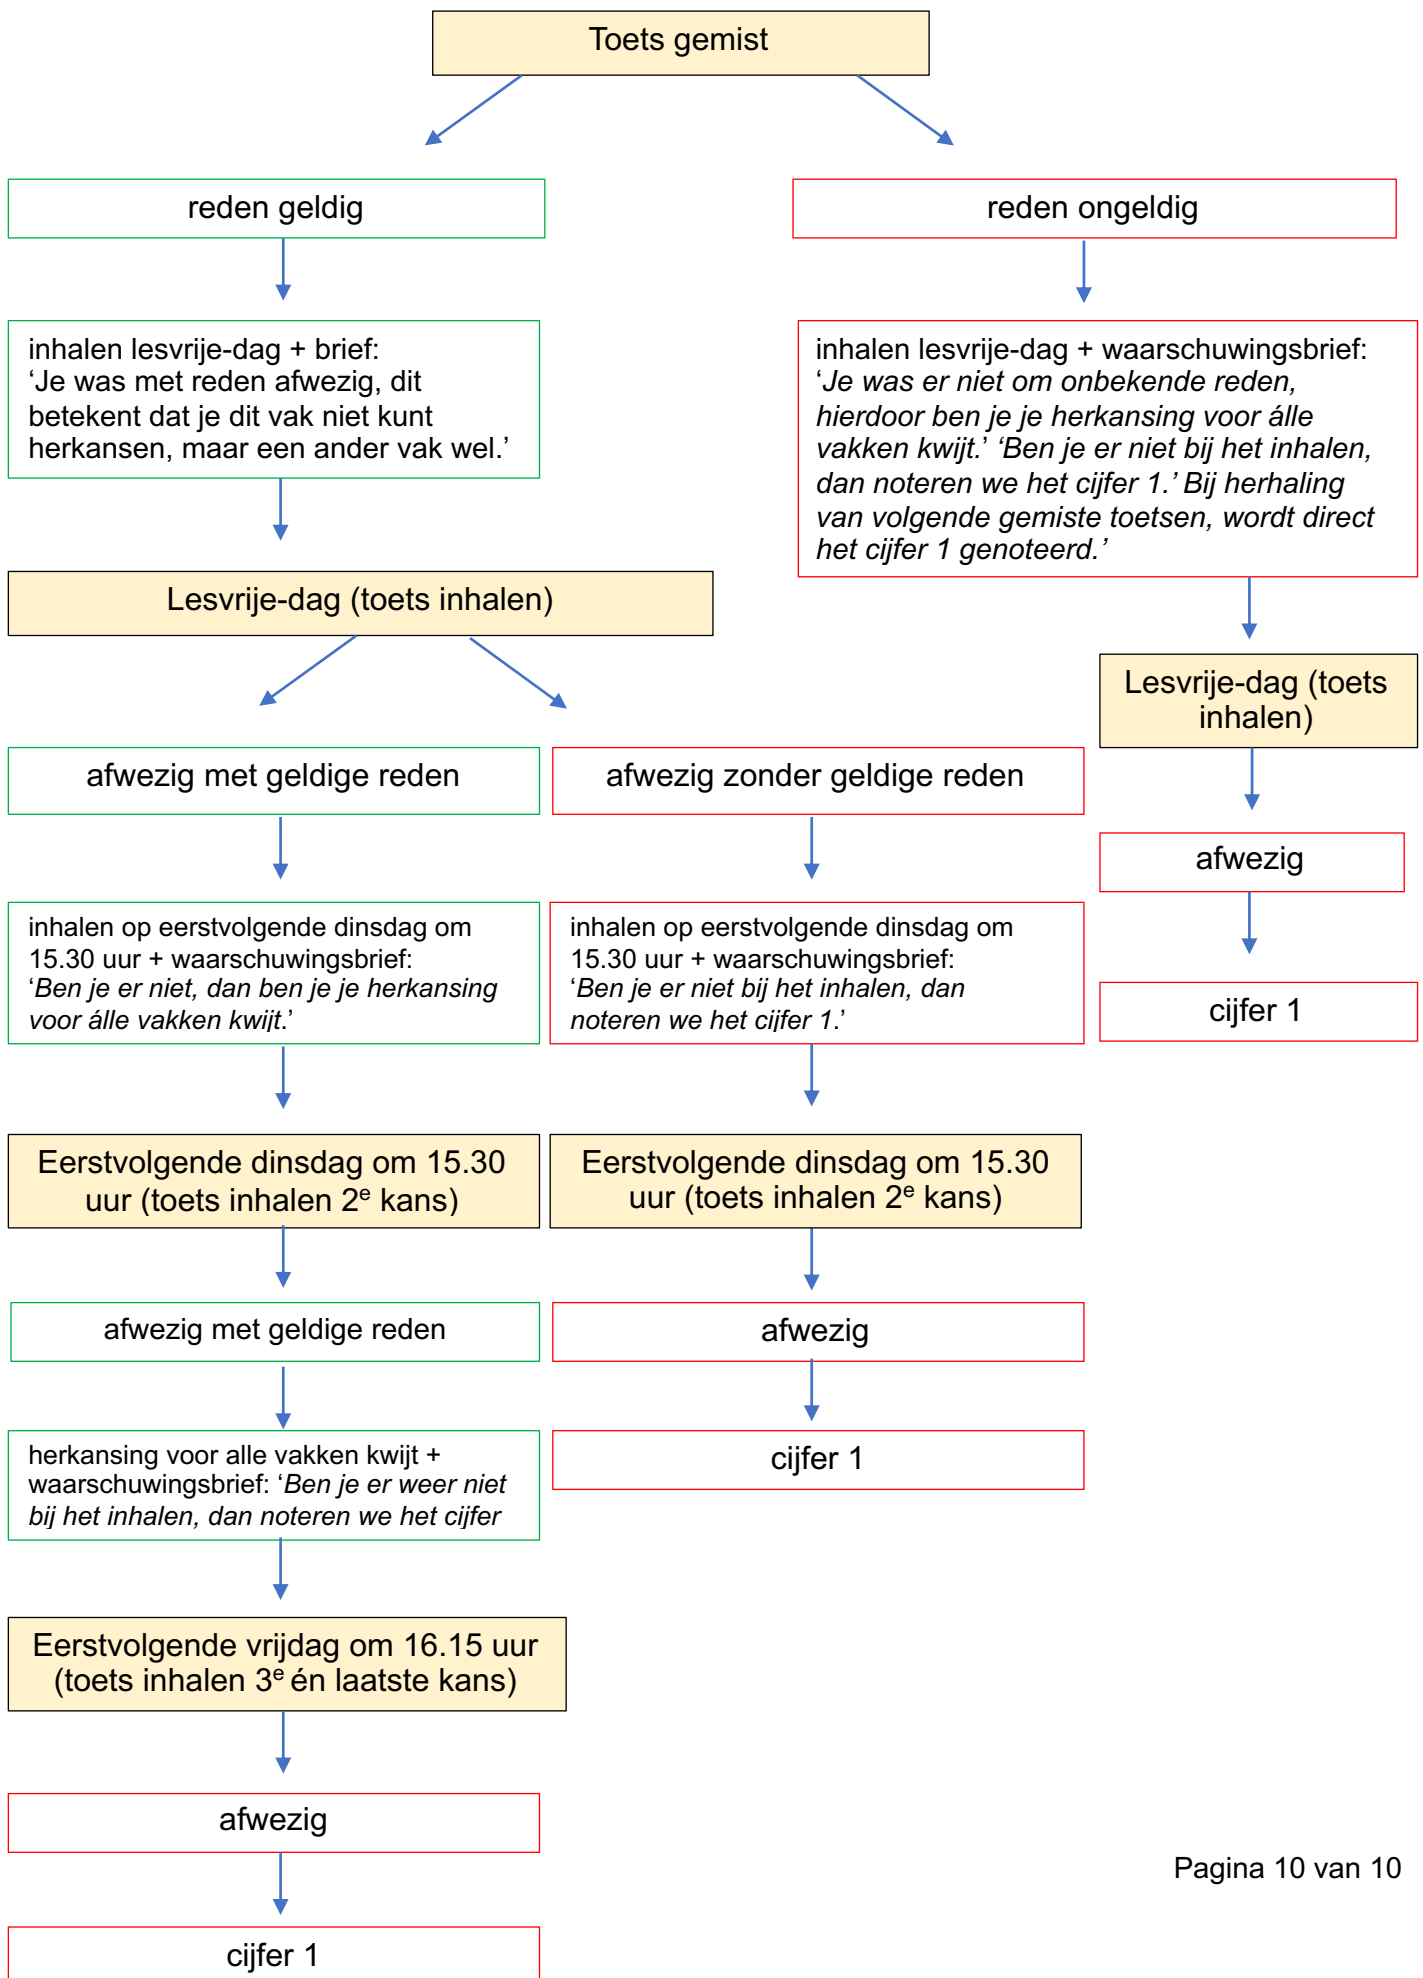 Toets gemist
reden geldig
reden ongeldig
inhalen lesvrije-dag + brief:
‘Je was met reden afwezig, dit
betekent dat je dit vak niet kunt
herkansen, maar een ander vak wel.’
inhalen lesvrije-dag + waarschuwingsbrief:
‘Je was er niet om onbekende reden,
hierdoor ben je je herkansing voor álle
vakken kwijt.’ ‘Ben je er niet bij het inhalen,
dan noteren we het cijfer 1.’ Bij herhaling
van volgende gemiste toetsen, wordt direct
het cijfer 1 genoteerd.’
Lesvrije-dag (toets inhalen)
Lesvrije-dag (toets
inhalen)
afwezig met geldige reden
afwezig zonder geldige reden
afwezig
inhalen op eerstvolgende dinsdag om
15.30 uur + waarschuwingsbrief:
‘Ben je er niet, dan ben je je herkansing
voor álle vakken kwijt.’
inhalen op eerstvolgende dinsdag om
15.30 uur + waarschuwingsbrief:
‘Ben je er niet bij het inhalen, dan
noteren we het cijfer 1.’
cijfer 1
Eerstvolgende dinsdag om 15.30
uur (toets inhalen 2e kans)
Eerstvolgende dinsdag om 15.30
uur (toets inhalen 2e kans)
afwezig met geldige reden
afwezig
herkansing voor alle vakken kwijt +
waarschuwingsbrief: ‘Ben je er weer niet
bij het inhalen, dan noteren we het cijfer
cijfer 1
Eerstvolgende vrijdag om 16.15 uur
(toets inhalen 3e én laatste kans)
afwezig
Pagina 10 van 10
cijfer 1